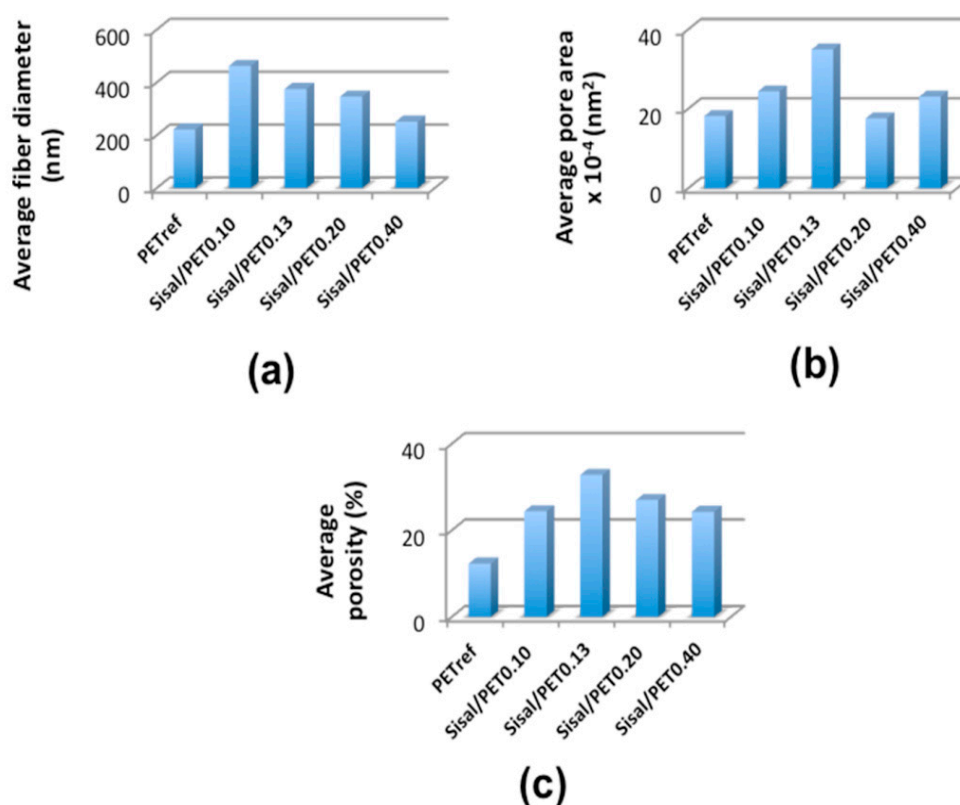 600
400
200
0
Average fiber diameter
(nm)
PETref
Sisal/PET0.10
Sisal/PET0.13
Sisal/PET0.20
Sisal/PET0.40
(a)
40
20
0
Average pore area
x 10⁻⁴ (nm²)
PETref
Sisal/PET0.10
Sisal/PET0.13
Sisal/PET0.20
Sisal/PET0.40
(b)
40
20
0
Average
porosity (%)
PETref
Sisal/PET0.10
Sisal/PET0.13
Sisal/PET0.20
Sisal/PET0.40
(c)